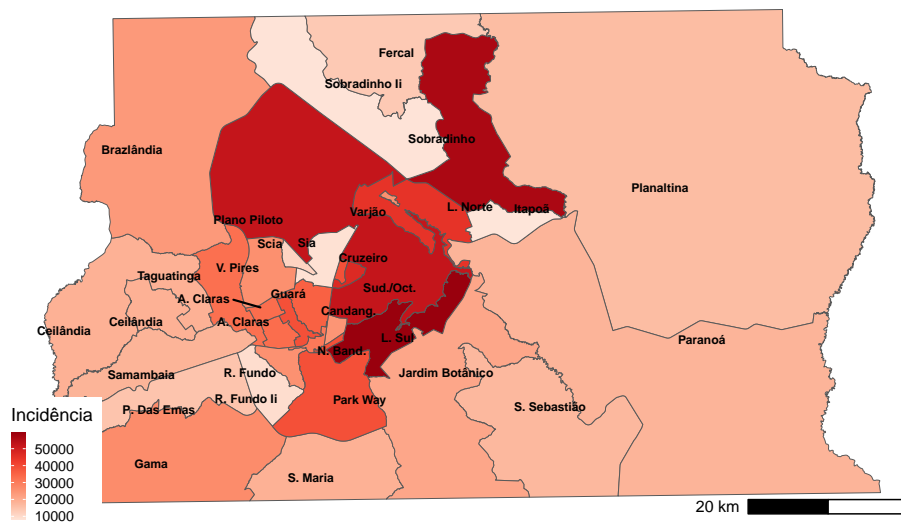 Fercal
Sobradinho Ii
Sobradinho
Brazlândia
Planaltina
L. Norte
Itapoã
Varjão
Plano Piloto
Scia
Sia
Cruzeiro
V. Pires
Taguatinga
Guará
Sud./Oct.
A. Claras
Candang.
A. Claras
Ceilândia
Ceilândia
L. Sul
Paranoá
N. Band.
R. Fundo
Jardim Botânico
Samambaia
R. Fundo Ii
Park Way
P. Das Emas
S. Sebastião
Incidência
50000
40000
30000
20000
10000
Gama
S. Maria
20 km